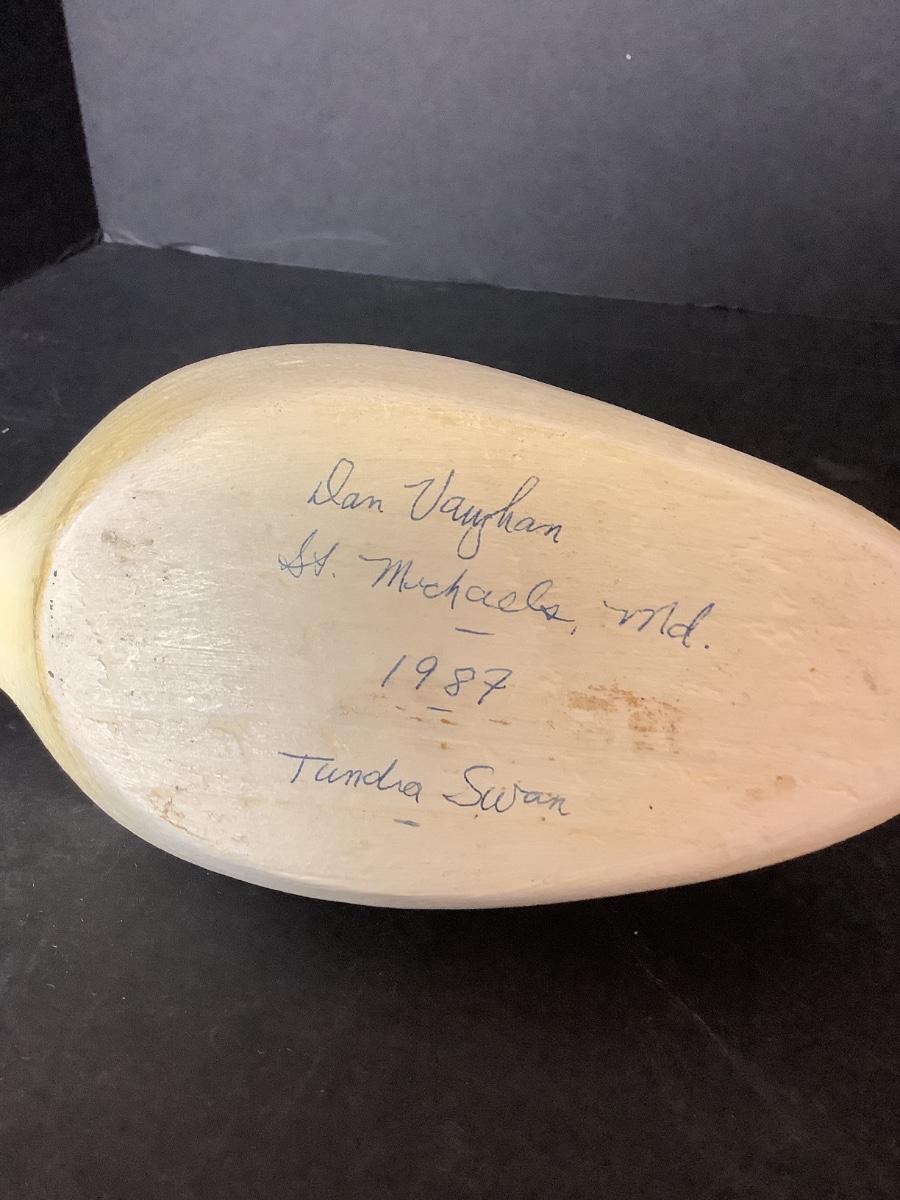 Dan Vaughan
St. Michaels, Md.
1987
Tundra Swan